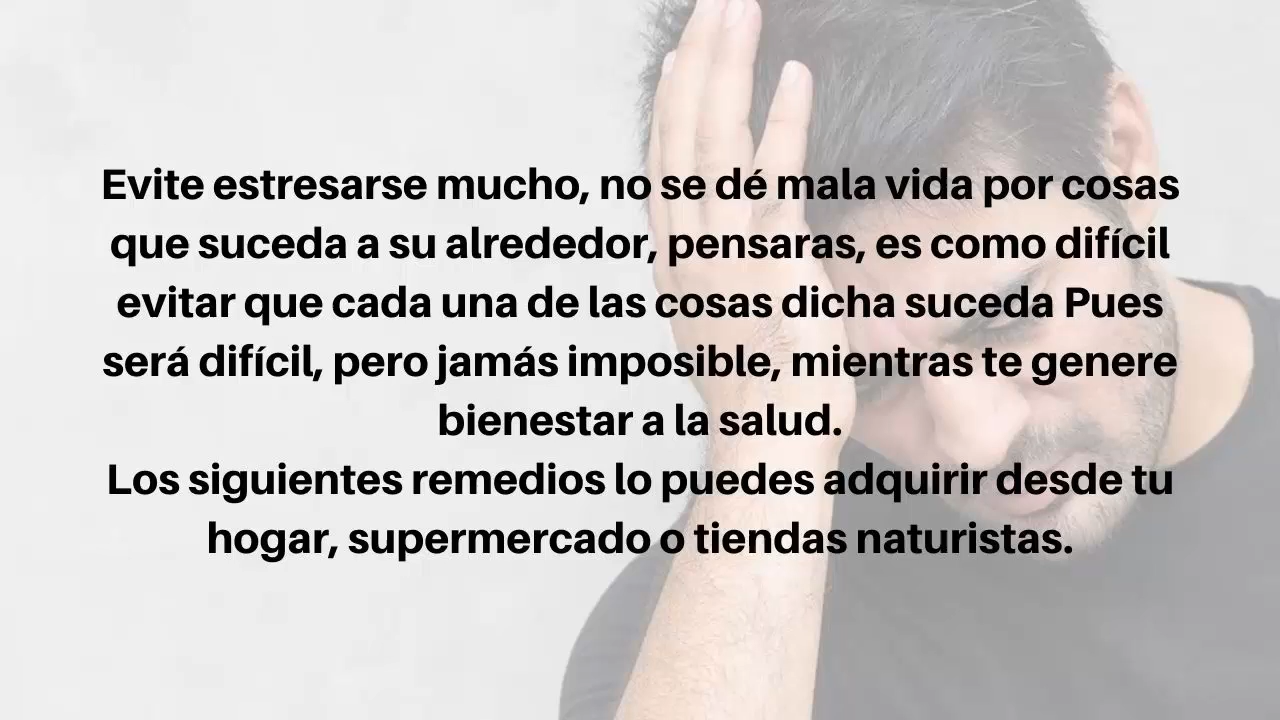 Evite estresarse mucho, no se dé mala vida por cosas
que suceda a su alrededor, pensaras, es como difícil
evitar que cada una de las cosas dicha suceda Pues
será difícil, pero jamás imposible, mientras te genere
bienestar a la salud.
Los siguientes remedios lo puedes adquirir desde tu
hogar, supermercado o tiendas naturistas.